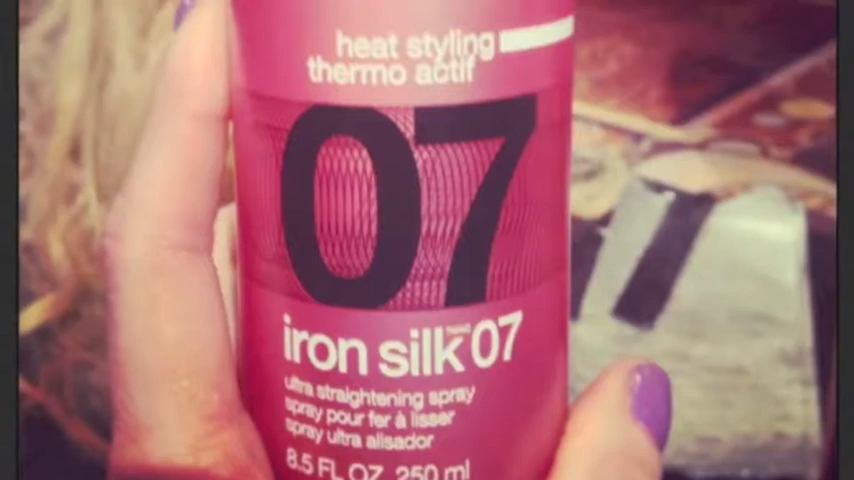 heat styling
thermo actif
07
iron silk 07
ultra straightening spray
spray pour fer à lisser
spray ultra alisador
8.5 FL OZ 250 ml